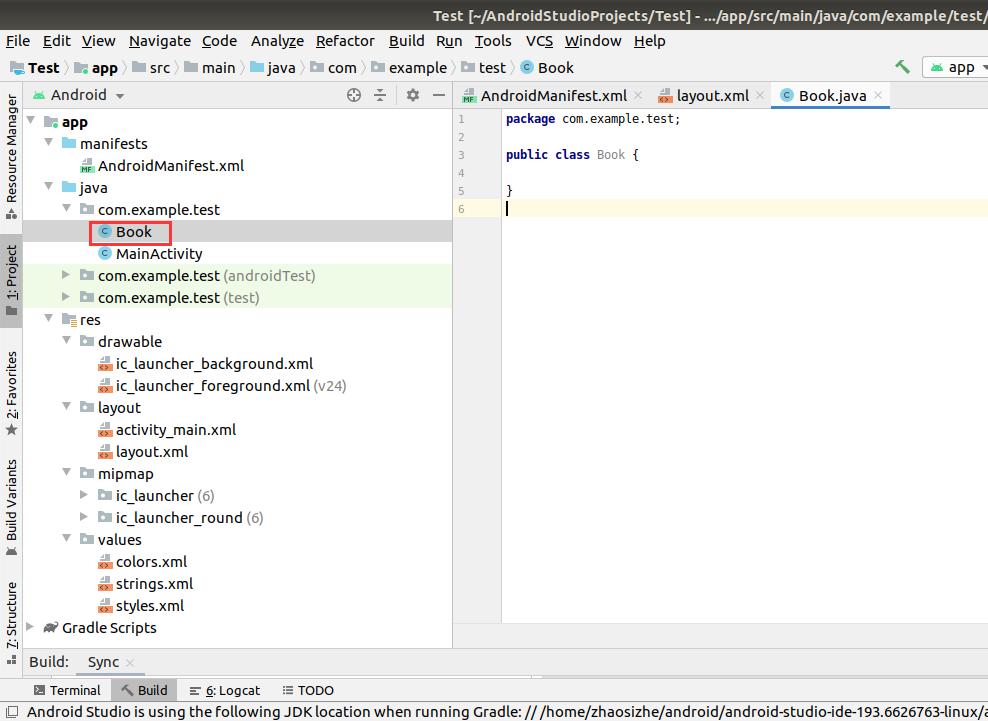 Test [~/AndroidStudioProjects/Test] - .../app/src/main/java/com/example/test/
File Edit View Navigate Code Analyze Refactor Build Run Tools VCS Window Help
Test app src main java com example test Book app
Android
AndroidManifest.xml layout.xml Book.java
Resource Manager
1: Project
2: Favorites
Build Variants
7: Structure
app
manifests
AndroidManifest.xml
java
com.example.test
Book
MainActivity
com.example.test (androidTest)
com.example.test (test)
res
drawable
ic_launcher_background.xml
ic_launcher_foreground.xml (v24)
layout
activity_main.xml
layout.xml
mipmap
ic_launcher (6)
ic_launcher_round (6)
values
colors.xml
strings.xml
styles.xml
Gradle Scripts
1 package com.example.test;
2
3 public class Book {
4
5 }
6
Build: Sync
Terminal Build 6: Logcat TODO
Android Studio is using the following JDK location when running Gradle: // /home/zhaosizhe/android/android-studio-ide-193.6626763-linux/a